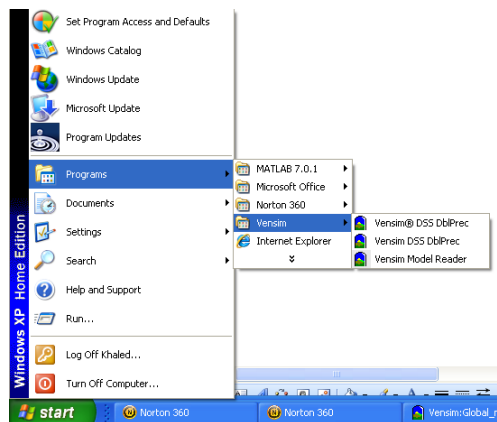 Set Program Access and Defaults
Windows Catalog
Windows Update
Microsoft Update
Program Updates
Programs
Documents
Settings
Search
Help and Support
Run...
Log Off Khaled...
Turn Off Computer...
Windows XP Home Edition
MATLAB 7.0.1
Microsoft Office
Norton 360
Vensim
Internet Explorer
Vensim® DSS DblPrec
Vensim DSS DblPrec
Vensim Model Reader
start
Norton 360
Norton 360
Vensim:Global_r